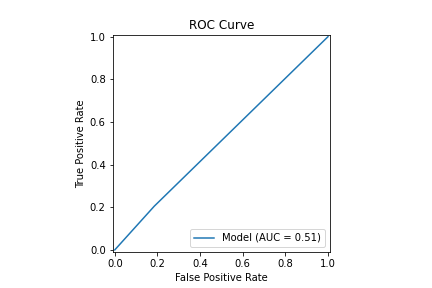 ROC Curve
1.0
0.8
0.6
0.4
0.2
0.0
True Positive Rate
Model (AUC = 0.51)
0.0 0.2 0.4 0.6 0.8 1.0
False Positive Rate